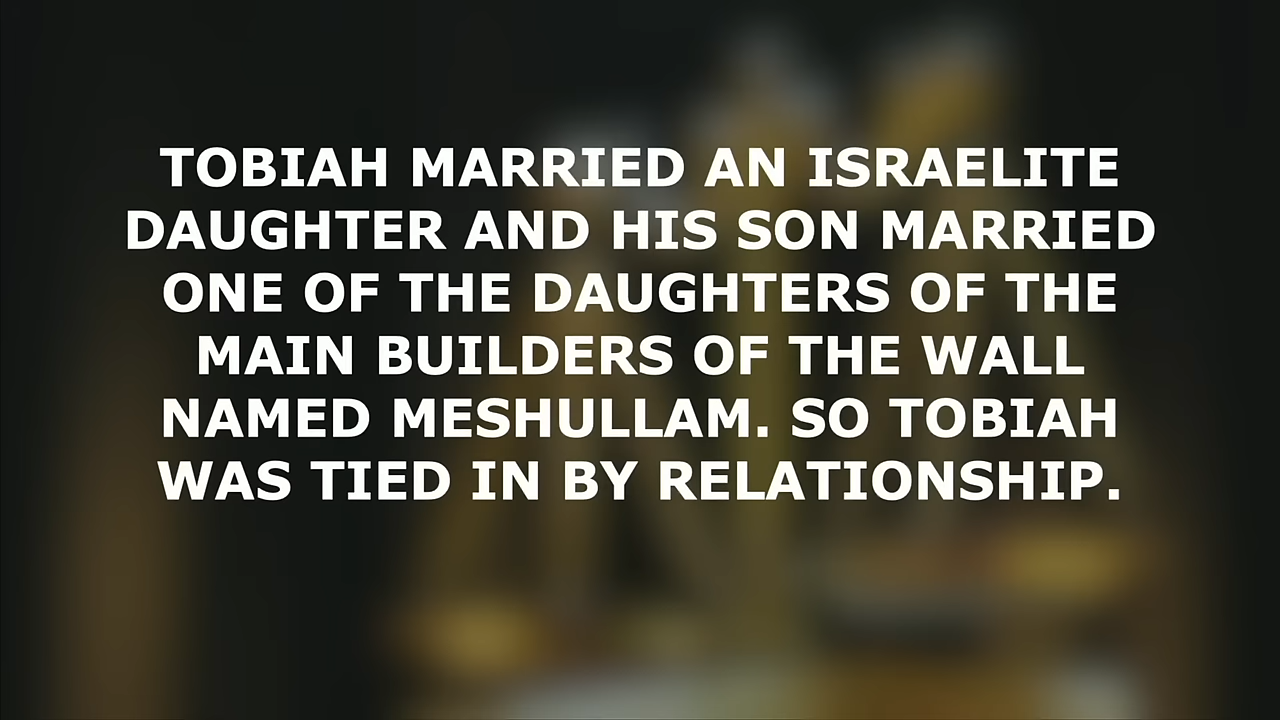 TOBIAH MARRIED AN ISRAELITE
DAUGHTER AND HIS SON MARRIED
ONE OF THE DAUGHTERS OF THE
MAIN BUILDERS OF THE WALL
NAMED MESHULLAM. SO TOBIAH
WAS TIED IN BY RELATIONSHIP.